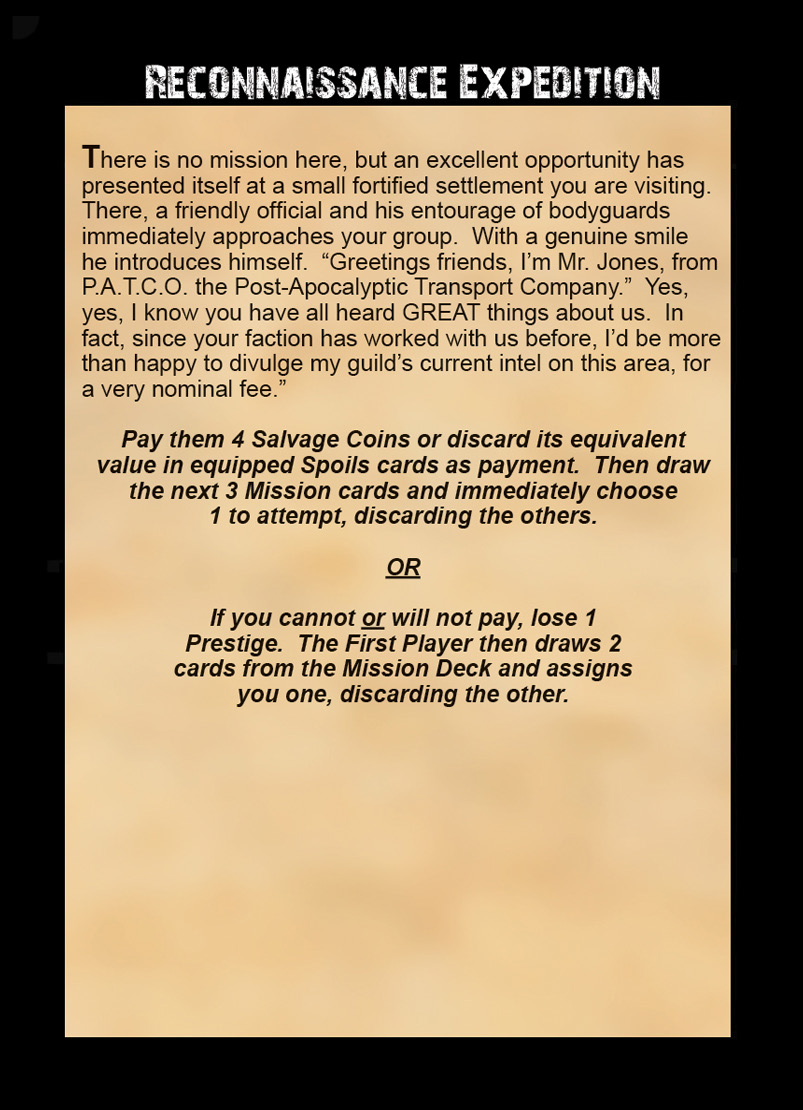 Reconnaissance Expedition
There is no mission here, but an excellent opportunity has
presented itself at a small fortified settlement you are visiting.
There, a friendly official and his entourage of bodyguards
immediately approaches your group.  With a genuine smile
he introduces himself.  “Greetings friends, I’m Mr. Jones, from
P.A.T.C.O. the Post-Apocalyptic Transport Company.”  Yes,
yes, I know you have all heard GREAT things about us.  In
fact, since your faction has worked with us before, I’d be more
than happy to divulge my guild’s current intel on this area, for
a very nominal fee.”
Pay them 4 Salvage Coins or discard its equivalent
value in equipped Spoils cards as payment.  Then draw
the next 3 Mission cards and immediately choose
1 to attempt, discarding the others.
OR
If you cannot or will not pay, lose 1
Prestige.  The First Player then draws 2
cards from the Mission Deck and assigns
you one, discarding the other.